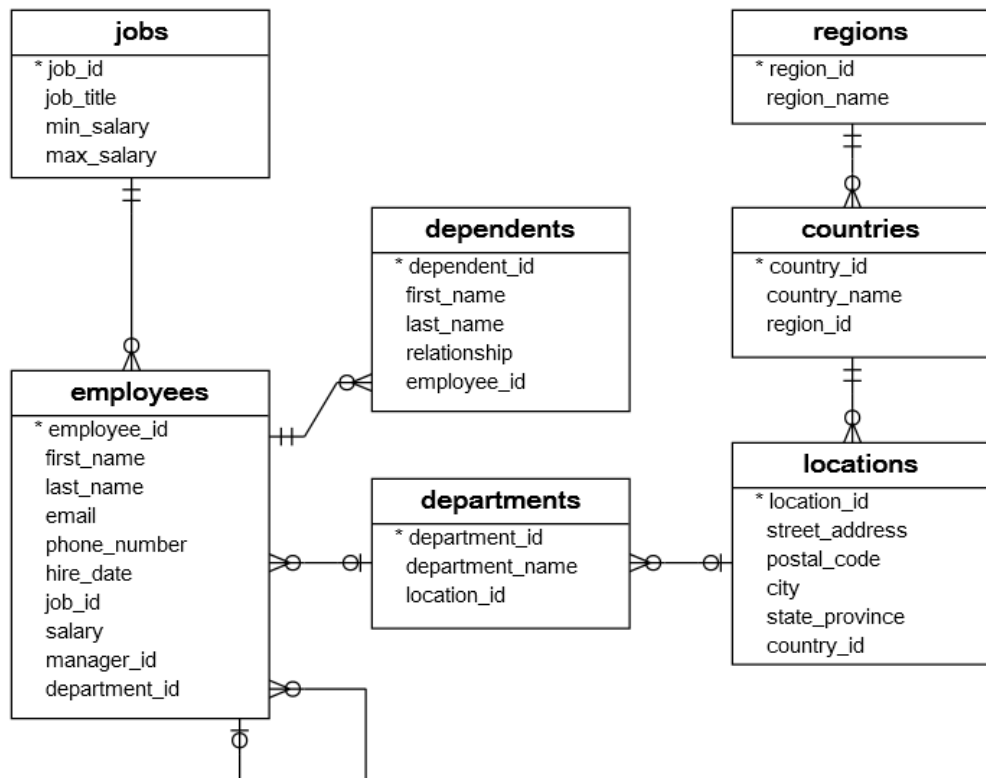 jobs
* job_id
job_title
min_salary
max_salary
regions
* region_id
region_name
dependents
* dependent_id
first_name
last_name
relationship
employee_id
countries
* country_id
country_name
region_id
employees
* employee_id
first_name
last_name
email
phone_number
hire_date
job_id
salary
manager_id
department_id
departments
* department_id
department_name
location_id
locations
* location_id
street_address
postal_code
city
state_province
country_id